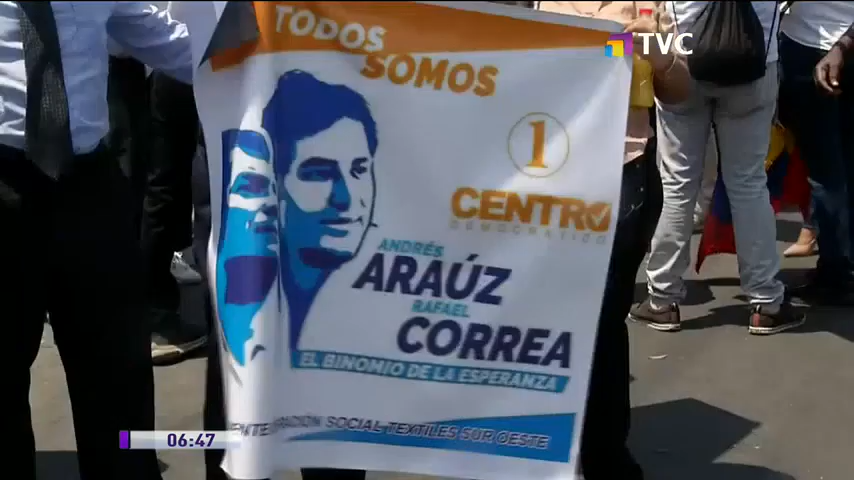 TODOS
SOMOS
TVC
1
CENTRO
DEMOCRÁTICO
ANDRÉS
ARAÚZ
RAFAEL
CORREA
EL BINOMIO DE LA ESPERANZA
SOCIAL TEXTILES SUR OESTE
06:47